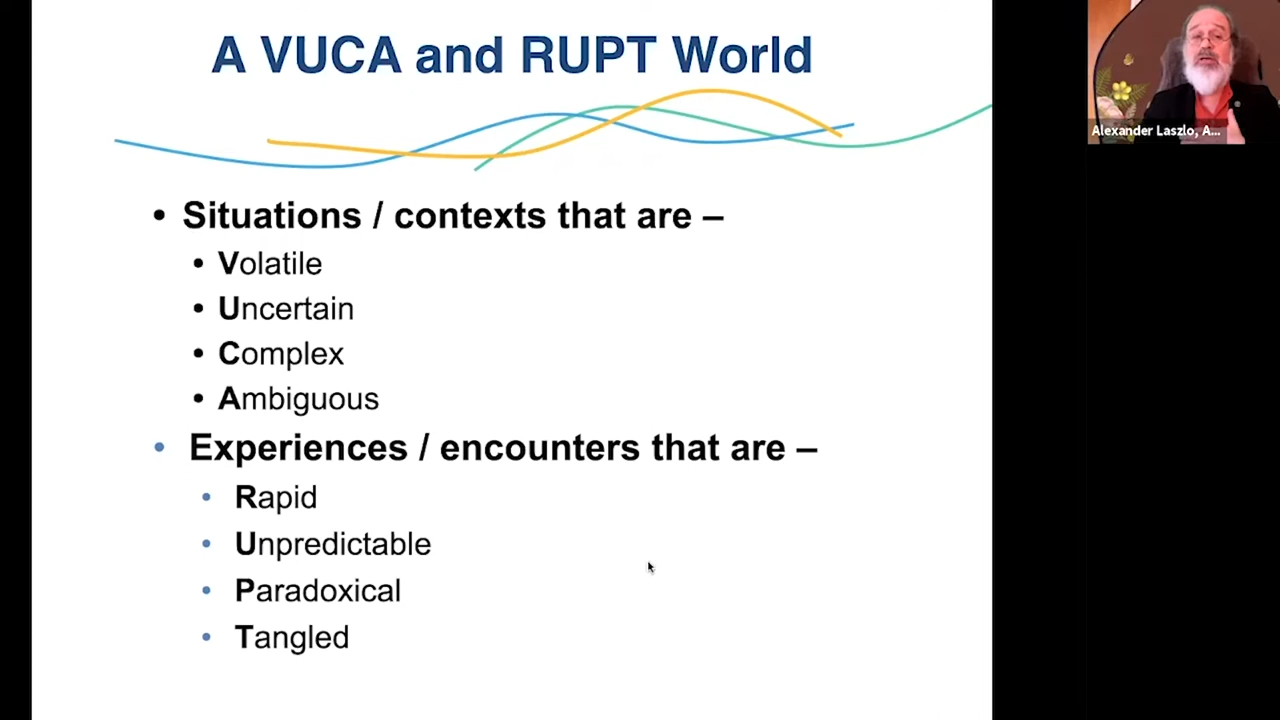 A VUCA and RUPT World
Alexander Laszlo, A...
• Situations / contexts that are –
• Volatile
• Uncertain
• Complex
• Ambiguous
• Experiences / encounters that are –
• Rapid
• Unpredictable
• Paradoxical
• Tangled